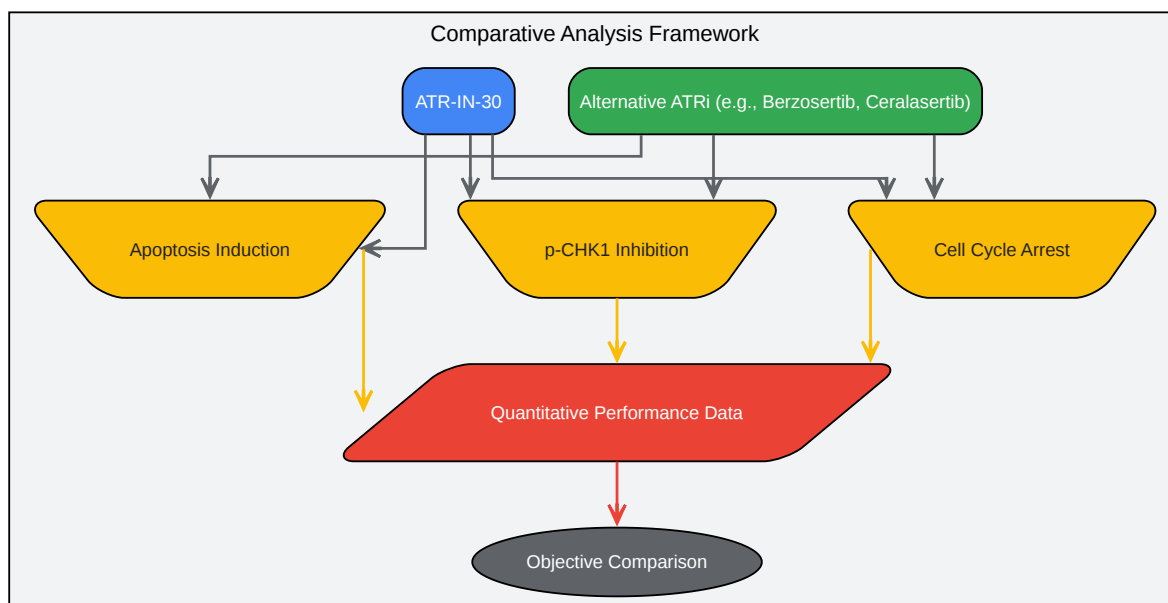 Comparative Analysis Framework
ATR-IN-30
Alternative ATRi (e.g., Berzosertib, Ceralasertib)
Apoptosis Induction
p-CHK1 Inhibition
Cell Cycle Arrest
Quantitative Performance Data
Objective Comparison